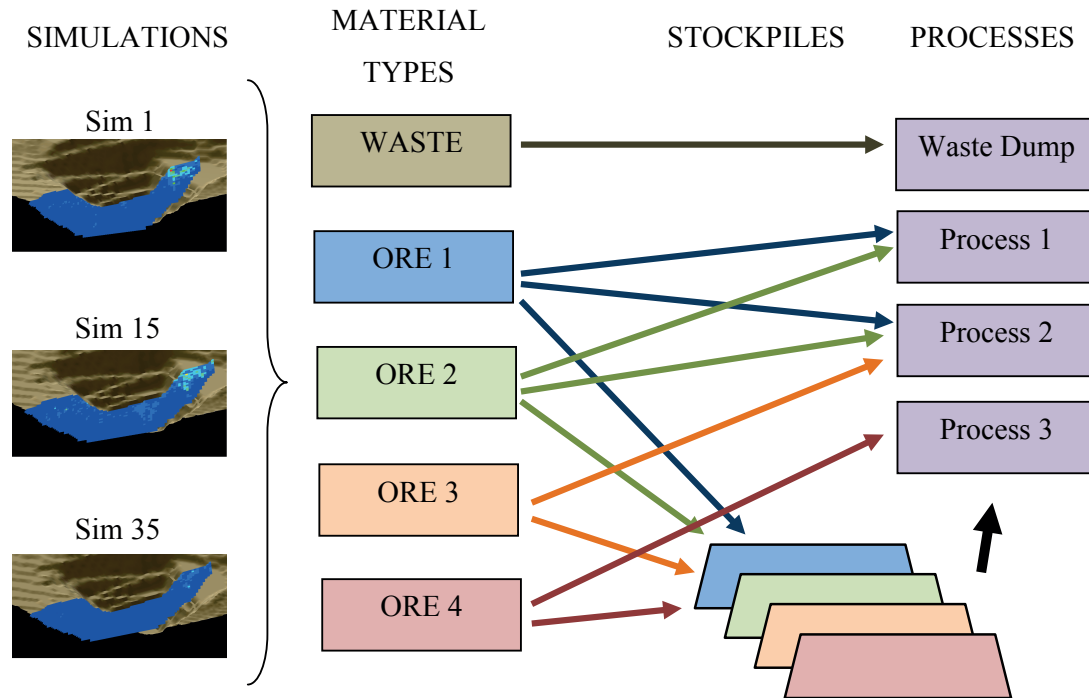 SIMULATIONS
MATERIAL
TYPES
STOCKPILES
PROCESSES
Sim 1
Sim 15
Sim 35
WASTE
ORE 1
ORE 2
ORE 3
ORE 4
Waste Dump
Process 1
Process 2
Process 3